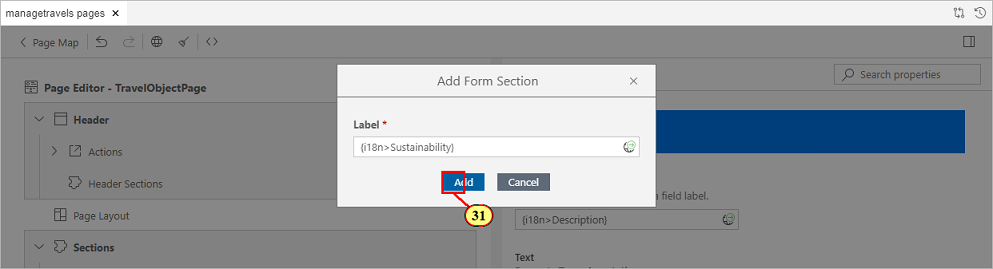 managetravels pages
Page Map
Search properties
Page Editor - TravelObjectPage
Add Form Section
Header
Label *
{i18n>Sustainability}
Actions
Header Sections
Add
Cancel
a field label.
31
Page Layout
{i18n>Description}
Sections
Text